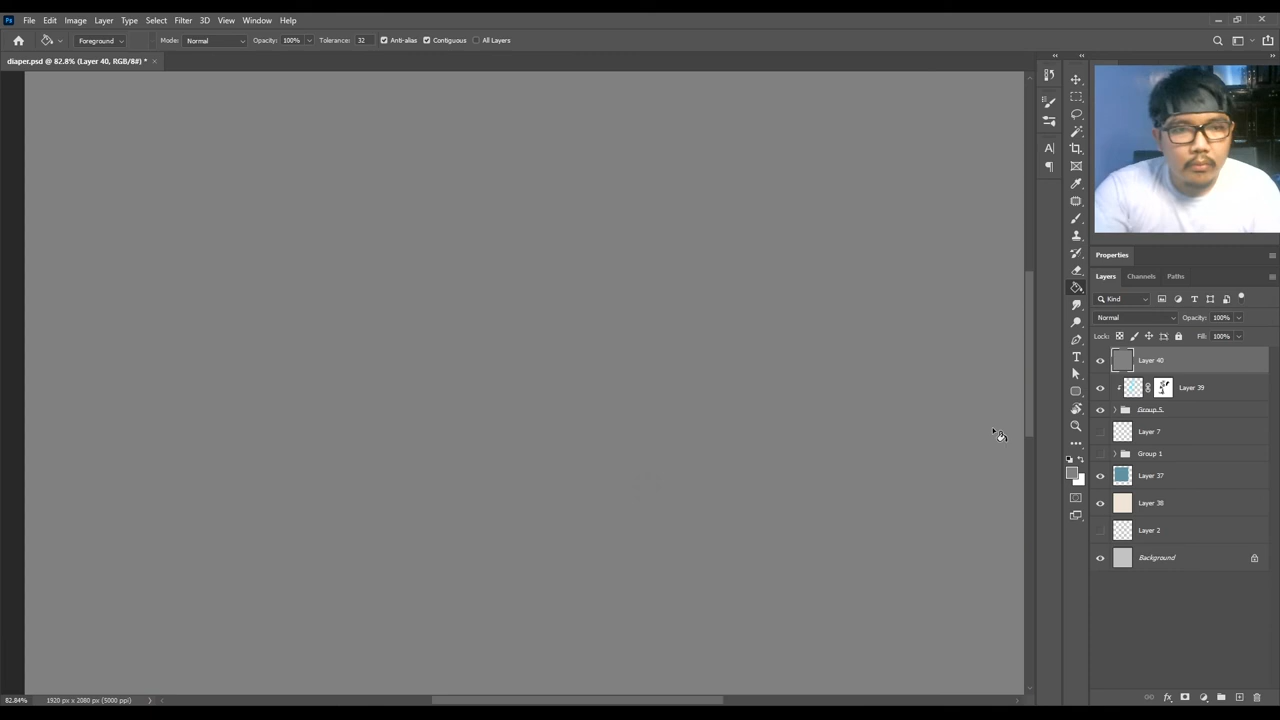 Ps File Edit Image Layer Type Select Filter 3D View Window Help
Foreground Mode: Normal Opacity: 100% Tolerance: 32 Anti-alias Contiguous All Layers
diaper.psd @ 82.8% (Layer 40, RGB/8#) *
Properties
Layers Channels Paths
Kind
Normal Opacity: 100%
Lock: Fill: 100%
Layer 40
Layer 39
Group 5
Layer 7
Group 1
Layer 37
Layer 38
Layer 2
Background
82.84% 1920 px x 2080 px (5000 ppi)